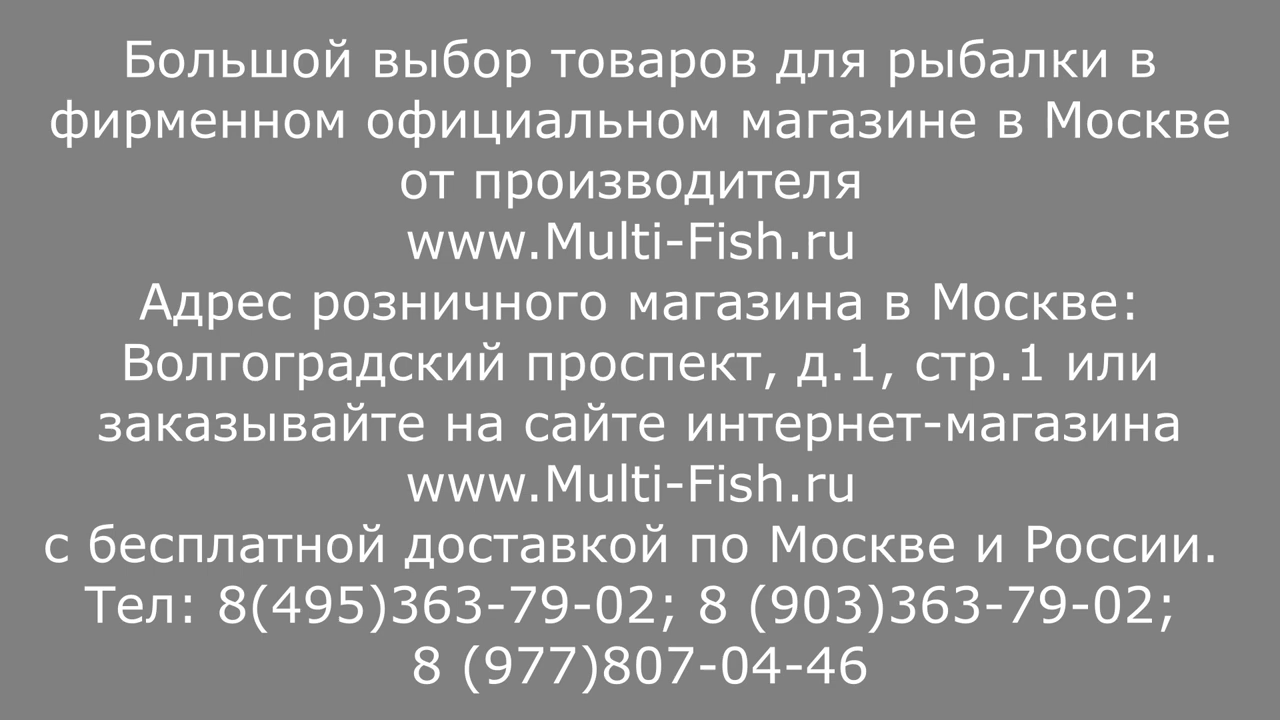 Большой выбор товаров для рыбалки в
фирменном официальном магазине в Москве
от производителя
www.Multi-Fish.ru
Адрес розничного магазина в Москве:
Волгоградский проспект, д.1, стр.1 или
заказывайте на сайте интернет-магазина
www.Multi-Fish.ru
с бесплатной доставкой по Москве и России.
Тел: 8(495)363-79-02; 8 (903)363-79-02;
8 (977)807-04-46